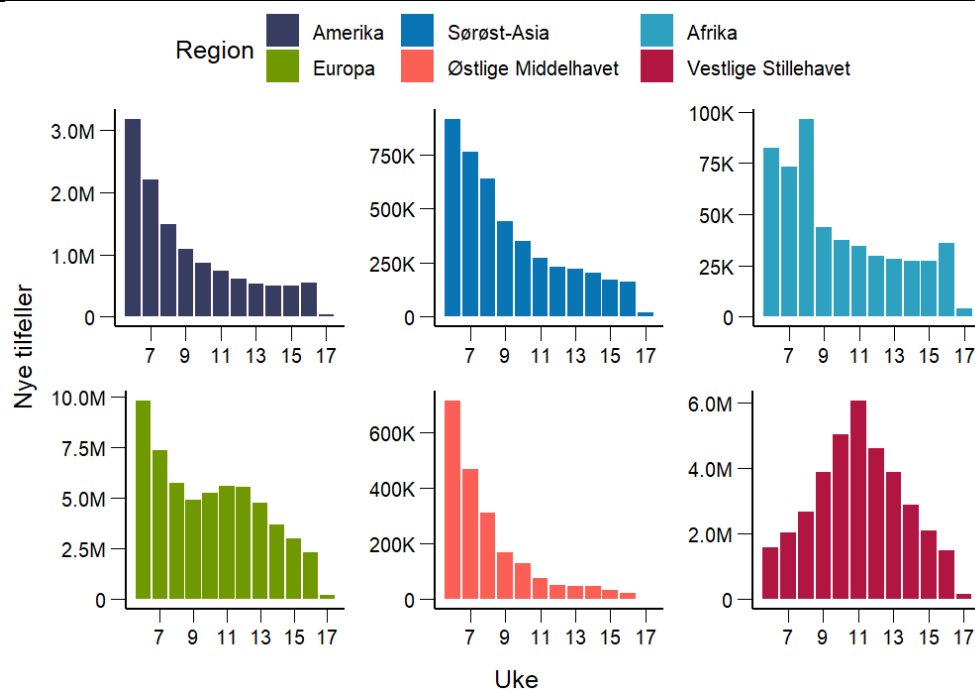 Region
Amerika Sørøst-Asia Afrika
Europa Østlige Middelhavet Vestlige Stillehavet
Nye tilfeller
3.0M
2.0M
1.0M
0
7 9 11 13 15 17
750K
500K
250K
0
7 9 11 13 15 17
100K
75K
50K
25K
0
7 9 11 13 15 17
10.0M
7.5M
5.0M
2.5M
0
7 9 11 13 15 17
600K
400K
200K
0
7 9 11 13 15 17
6.0M
4.0M
2.0M
0
7 9 11 13 15 17
Uke